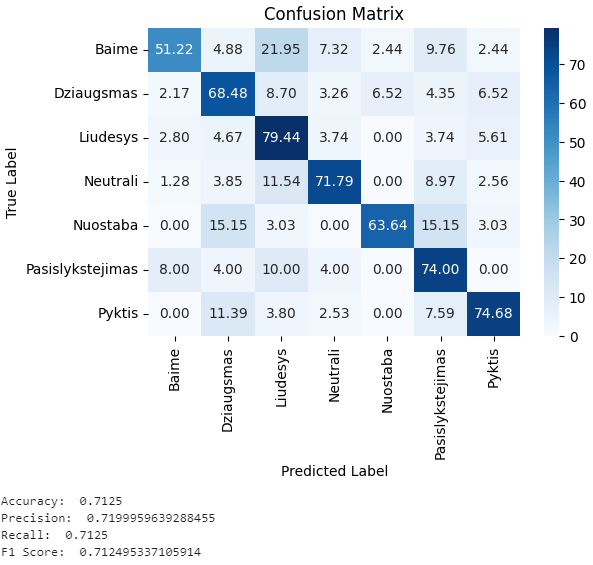 Confusion Matrix
Baime 51.22 4.88 21.95 7.32 2.44 9.76 2.44
Dziaugsmas 2.17 68.48 8.70 3.26 6.52 4.35 6.52
Liudesys 2.80 4.67 79.44 3.74 0.00 3.74 5.61
Neutrali 1.28 3.85 11.54 71.79 0.00 8.97 2.56
Nuostaba 0.00 15.15 3.03 0.00 63.64 15.15 3.03
Pasislykstejimas 8.00 4.00 10.00 4.00 0.00 74.00 0.00
Pyktis 0.00 11.39 3.80 2.53 0.00 7.59 74.68
True Label
Baime Dziaugsmas Liudesys Neutrali Nuostaba Pasislykstejimas Pyktis
Predicted Label
70
60
50
40
30
20
10
0
Accuracy: 0.7125
Precision: 0.7199959639288455
Recall: 0.7125
F1 Score: 0.712495337105914